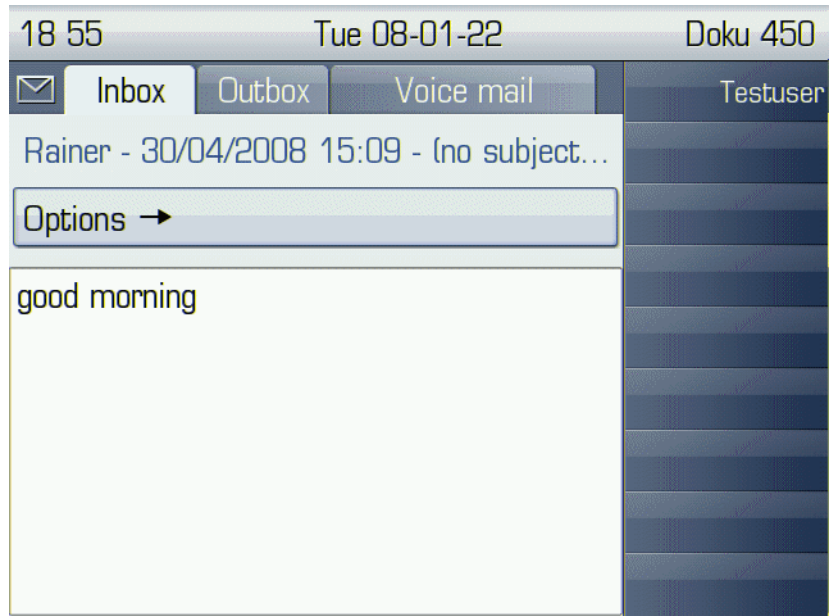 18 55 Tue 08-01-22 Doku 450
Inbox Outbox Voice mail Testuser
Rainer - 30/04/2008 15:09 - (no subject...
Options →
good morning